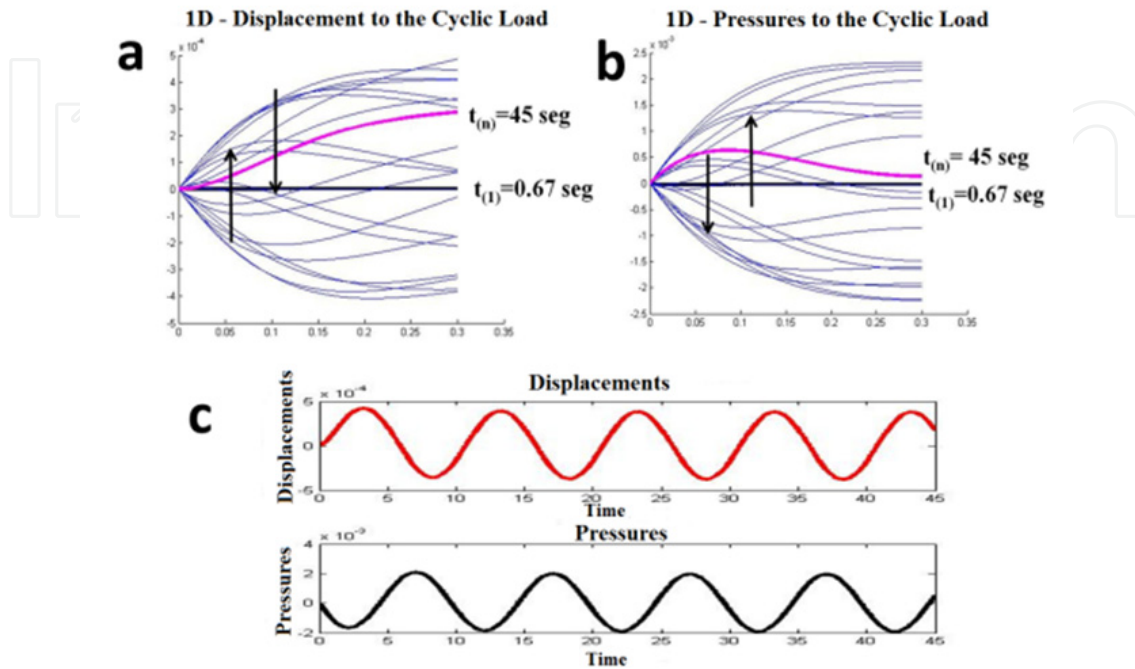 1D - Displacement to the Cyclic Load
1D - Pressures to the Cyclic Load
a
x 10⁻⁴
5
4
3
2
1
0
-1
-2
-3
-4
-5
0 0.05 0.1 0.15 0.2 0.25 0.3 0.35
t(n)=45 seg
t(1)=0.67 seg
b
2.5
2
1.5
1
0.5
0
-0.5
-1
-1.5
-2
-2.5
0 0.05 0.1 0.15 0.2 0.25 0.3 0.35
t(n)= 45 seg
t(1)=0.67 seg
c
Displacements
x 10⁻⁴
Displacements
5
0
-5
0 5 10 15 20 25 30 35 40 45
Time
Pressures
Pressures
4
2
0
-2
0 5 10 15 20 25 30 35 40 45
Time